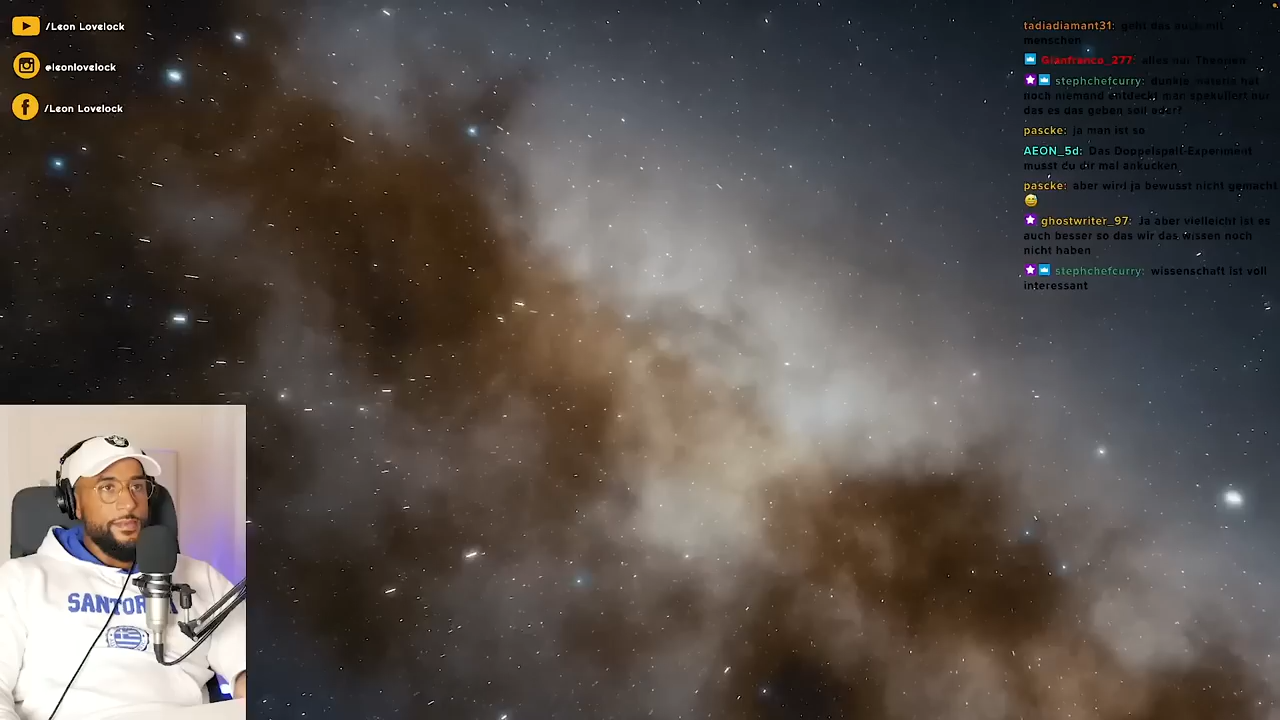 /Leon Lovelock
@leonlovelock
/Leon Lovelock
tadiadiamant31: geht das auch mit
menschen
Gianfranco_277: alles nur Theorien
stephchefcurry: dunkle materie hat
noch niemand entdeckt man spekuliert nur
das es das geben soll oder?
pascke: ja man ist so
AEON_5d: Das Doppelspalt-Experiment
musst du dir mal ankucken
pascke: aber wird ja bewusst nicht gemacht
ghostwriter_97: Ja aber vielleicht ist es
auch besser so das wir das wissen noch
nicht haben
stephchefcurry: wissenschaft ist voll
interessant
SANTOR